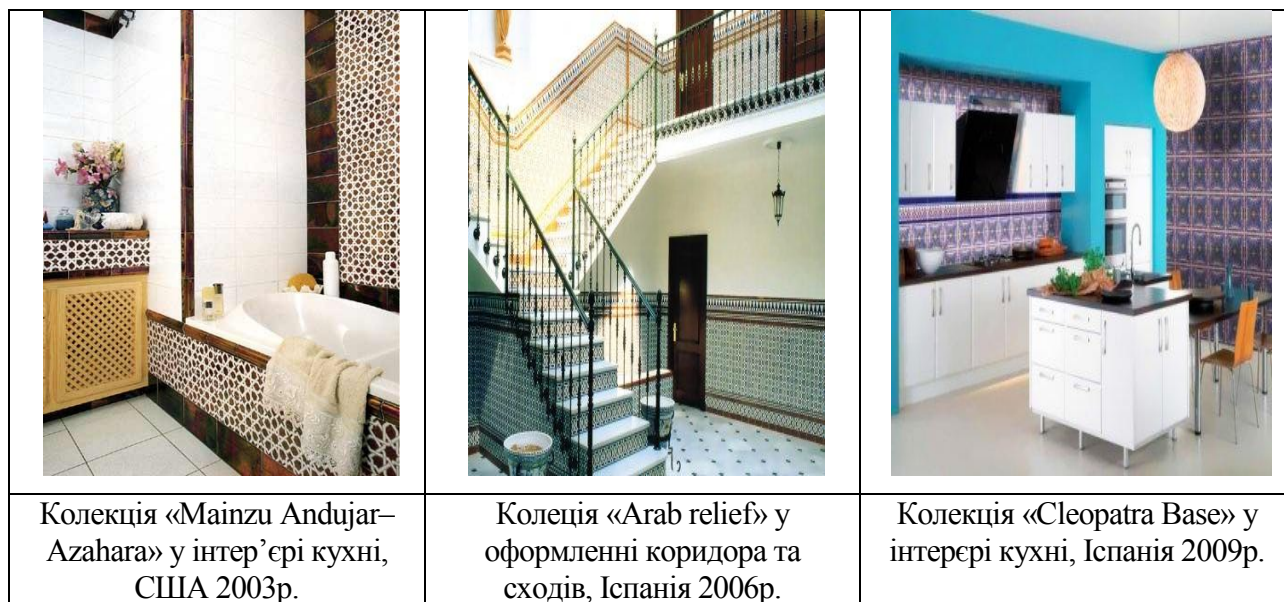 Колекція «Mainzu Andujar–
Azahara» у інтер’єрі кухні,
США 2003р.
Колеція «Arab relief» у
оформленні коридора та
сходів, Іспанія 2006р.
Колекція «Cleopatra Base» у
інтерєрі кухні, Іспанія 2009р.